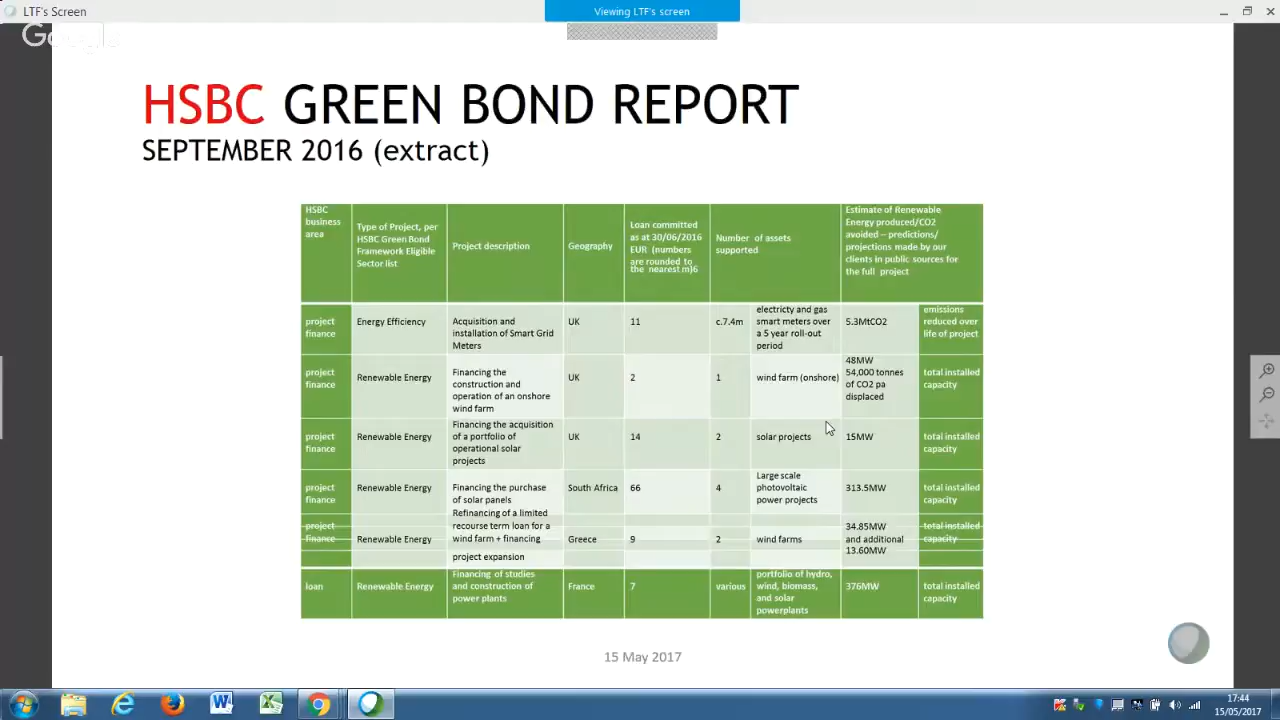 LTF's Screen
Viewing LTF's screen
HSBC GREEN BOND REPORT
SEPTEMBER 2016 (extract)
HSBC
business
area
Type of Project, per
HSBC Green Bond
Framework Eligible
Sector list
Project description
Geography
Loan committed
as at 30/06/2016
EUR (numbers
are rounded to
the nearest m)6
Number of assets
supported
Estimate of Renewable
Energy produced/CO2
avoided – predictions/
projections made by our
clients in public sources for
the full project
project
finance
Energy Efficiency
Acquisition and
installation of Smart Grid
Meters
UK
11
c.7.4m
electricty and gas
smart meters over
a 5 year roll-out
period
5.3MtCO2
emissions
reduced over
life of project
project
finance
Renewable Energy
Financing the
construction and
operation of an onshore
wind farm
UK
2
1
wind farm (onshore)
48MW
54,000 tonnes
of CO2 pa
displaced
total installed
capacity
project
finance
Renewable Energy
Financing the acquisition
of a portfolio of
operational solar
projects
UK
14
2
solar projects
15MW
total installed
capacity
project
finance
Renewable Energy
Financing the purchase
of solar panels
South Africa
66
4
Large scale
photovoltaic
power projects
313.5MW
total installed
capacity
project
finance
Renewable Energy
Refinancing of a limited
recourse term loan for a
wind farm + financing
project expansion
Greece
9
2
wind farms
34.85MW
and additional
13.60MW
total installed
capacity
loan
Renewable Energy
Financing of studies
and construction of
power plants
France
7
various
portfolio of hydro,
wind, biomass,
and solar
powerplants
376MW
total installed
capacity
15 May 2017
17:44
15/05/2017